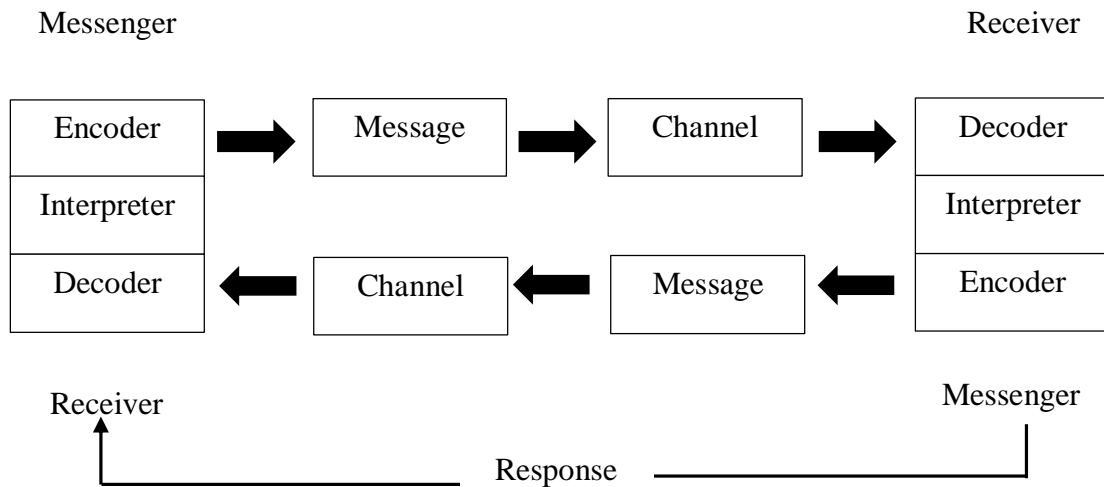 Messenger Receiver
Encoder Message Channel Decoder
Interpreter Interpreter
Decoder Channel Message Encoder
Receiver Messenger
Response